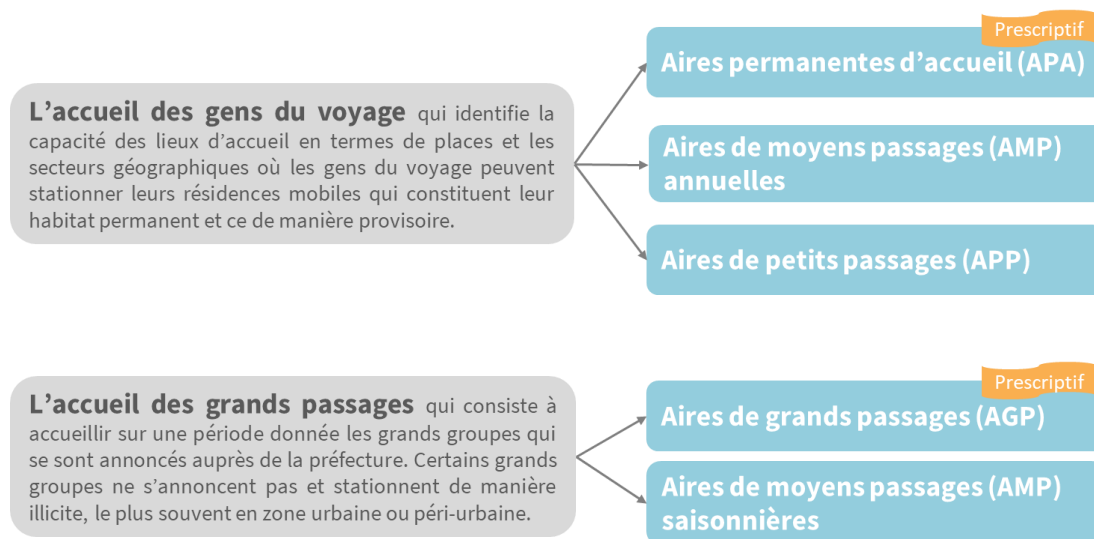 L'accueil des gens du voyage qui identifie la
capacité des lieux d'accueil en termes de places et les
secteurs géographiques où les gens du voyage peuvent
stationner leurs résidences mobiles qui constituent leur
habitat permanent et ce de manière provisoire.
Prescriptif
Aires permanentes d'accueil (APA)
Aires de moyens passages (AMP)
annuelles
Aires de petits passages (APP)
L'accueil des grands passages qui consiste à
accueillir sur une période donnée les grands groupes qui
se sont annoncés auprès de la préfecture. Certains grands
groupes ne s'annoncent pas et stationnent de manière
illicite, le plus souvent en zone urbaine ou péri-urbaine.
Prescriptif
Aires de grands passages (AGP)
Aires de moyens passages (AMP)
saisonnières